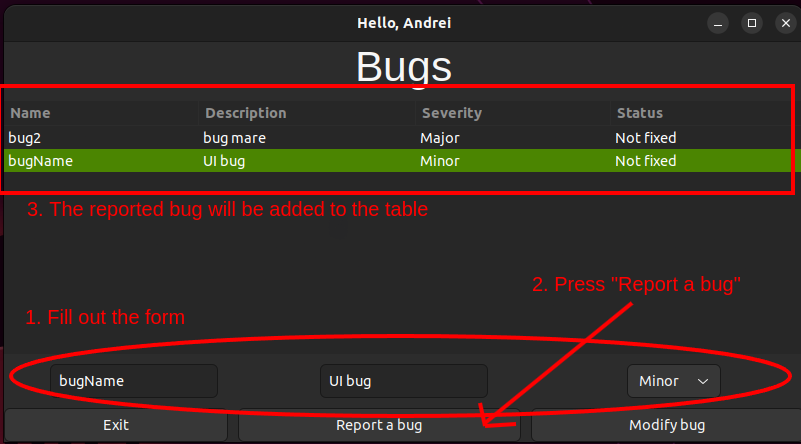 Hello, Andrei
Bugs
Name Description Severity Status
bug2 bug mare Major Not fixed
bugName UI bug Minor Not fixed
3. The reported bug will be added to the table
2. Press "Report a bug"
1. Fill out the form
bugName UI bug Minor
Exit Report a bug Modify bug